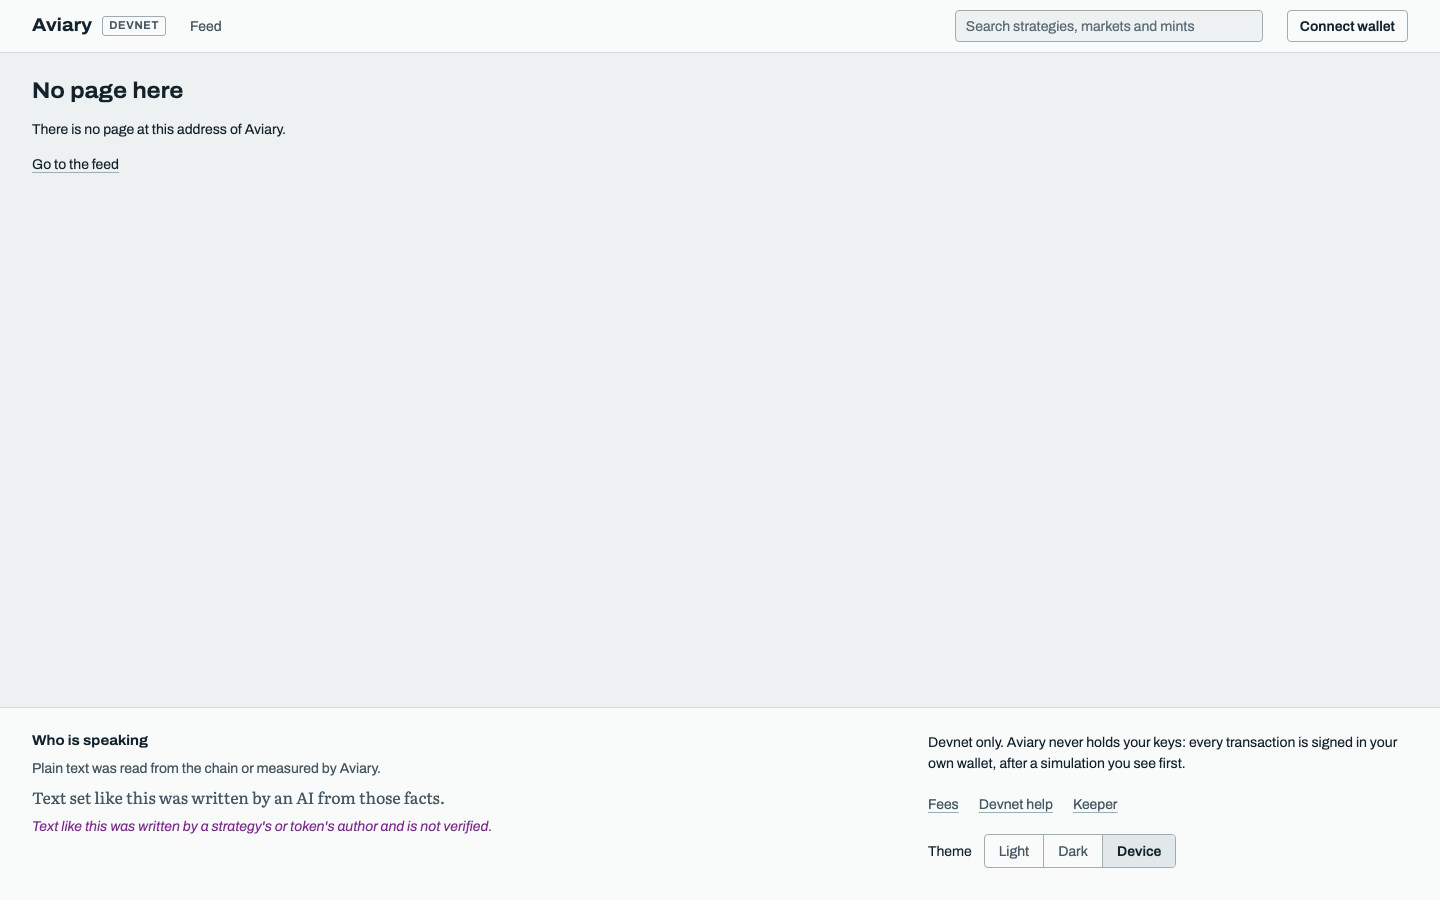 Aviary DEVNET Feed Search strategies, markets and mints Connect wallet
No page here
There is no page at this address of Aviary.
Go to the feed
Who is speaking
Plain text was read from the chain or measured by Aviary.
Text set like this was written by an AI from those facts.
Text like this was written by a strategy's or token's author and is not verified.
Devnet only. Aviary never holds your keys: every transaction is signed in your
own wallet, after a simulation you see first.
Fees Devnet help Keeper
Theme Light Dark Device